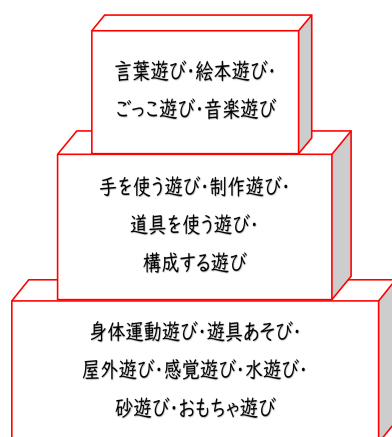 言葉遊び・絵本遊び・
ごっこ遊び・音楽遊び
手を使う遊び・制作遊び・
道具を使う遊び・
構成する遊び
身体運動遊び・遊具あそび・
屋外遊び・感覚遊び・水遊び・
砂遊び・おもちゃ遊び